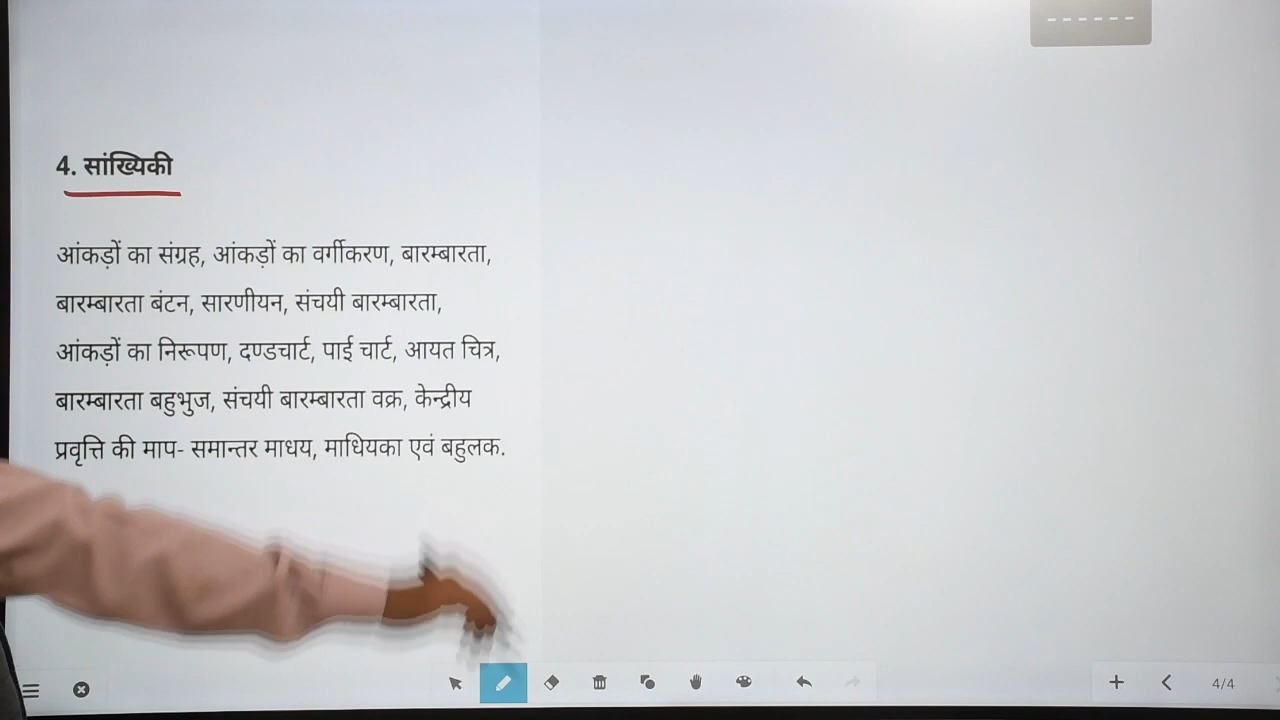 4. सांख्यिकी
आंकड़ों का संग्रह, आंकड़ों का वर्गीकरण, बारम्बारता,
बारम्बारता बंटन, सारणीयन, संचयी बारम्बारता,
आंकड़ों का निरूपण, दण्डचार्ट, पाई चार्ट, आयत चित्र,
बारम्बारता बहुभुज, संचयी बारम्बारता वक्र, केन्द्रीय
प्रवृत्ति की माप- समान्तर माधय, माधियका एवं बहुलक.
4/4